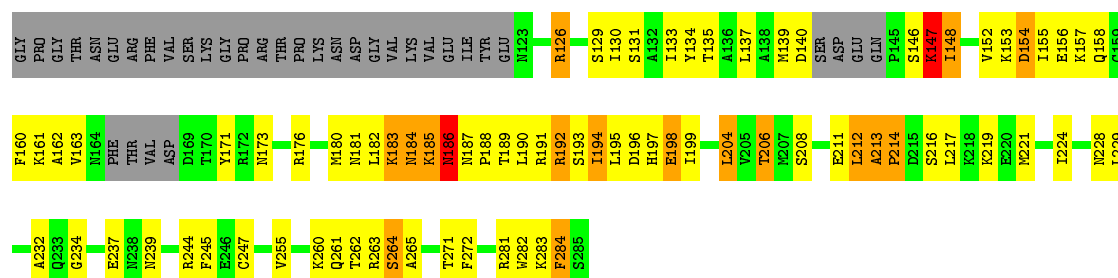 GLY PRO GLY THR ASN GLU ARG PHE VAL SER LYS GLY PRO ARG THR PRO LYS ASN ASP GLY VAL LYS VAL GLU ILE TYR GLU N123 R126 S129 I130 S131 A132 I133 Y134 T135 A136 L137 A138 M139 D140 SER ASP GLU GLN P145 S146 K147 I148 V152 K153 D154 I155 E156 K157 Q158 G159
F160 K161 A162 V163 N164 PHE THR VAL ASP D169 T170 Y171 R172 N173 R176 M180 N181 L182 K183 N184 K185 N186 N187 P188 T189 L190 R191 R192 S193 I194 L195 D196 H197 E198 I199 L204 V205 T206 M207 S208 E211 L212 A213 P214 D215 S216 L217 K218 K219 E220 M221 I224 N228 L229
A232 Q233 G234 E237 N238 N239 R244 F245 E246 C247 V255 K260 Q261 T262 R263 S264 A265 T271 F272 R281 W282 K283 F284 S285